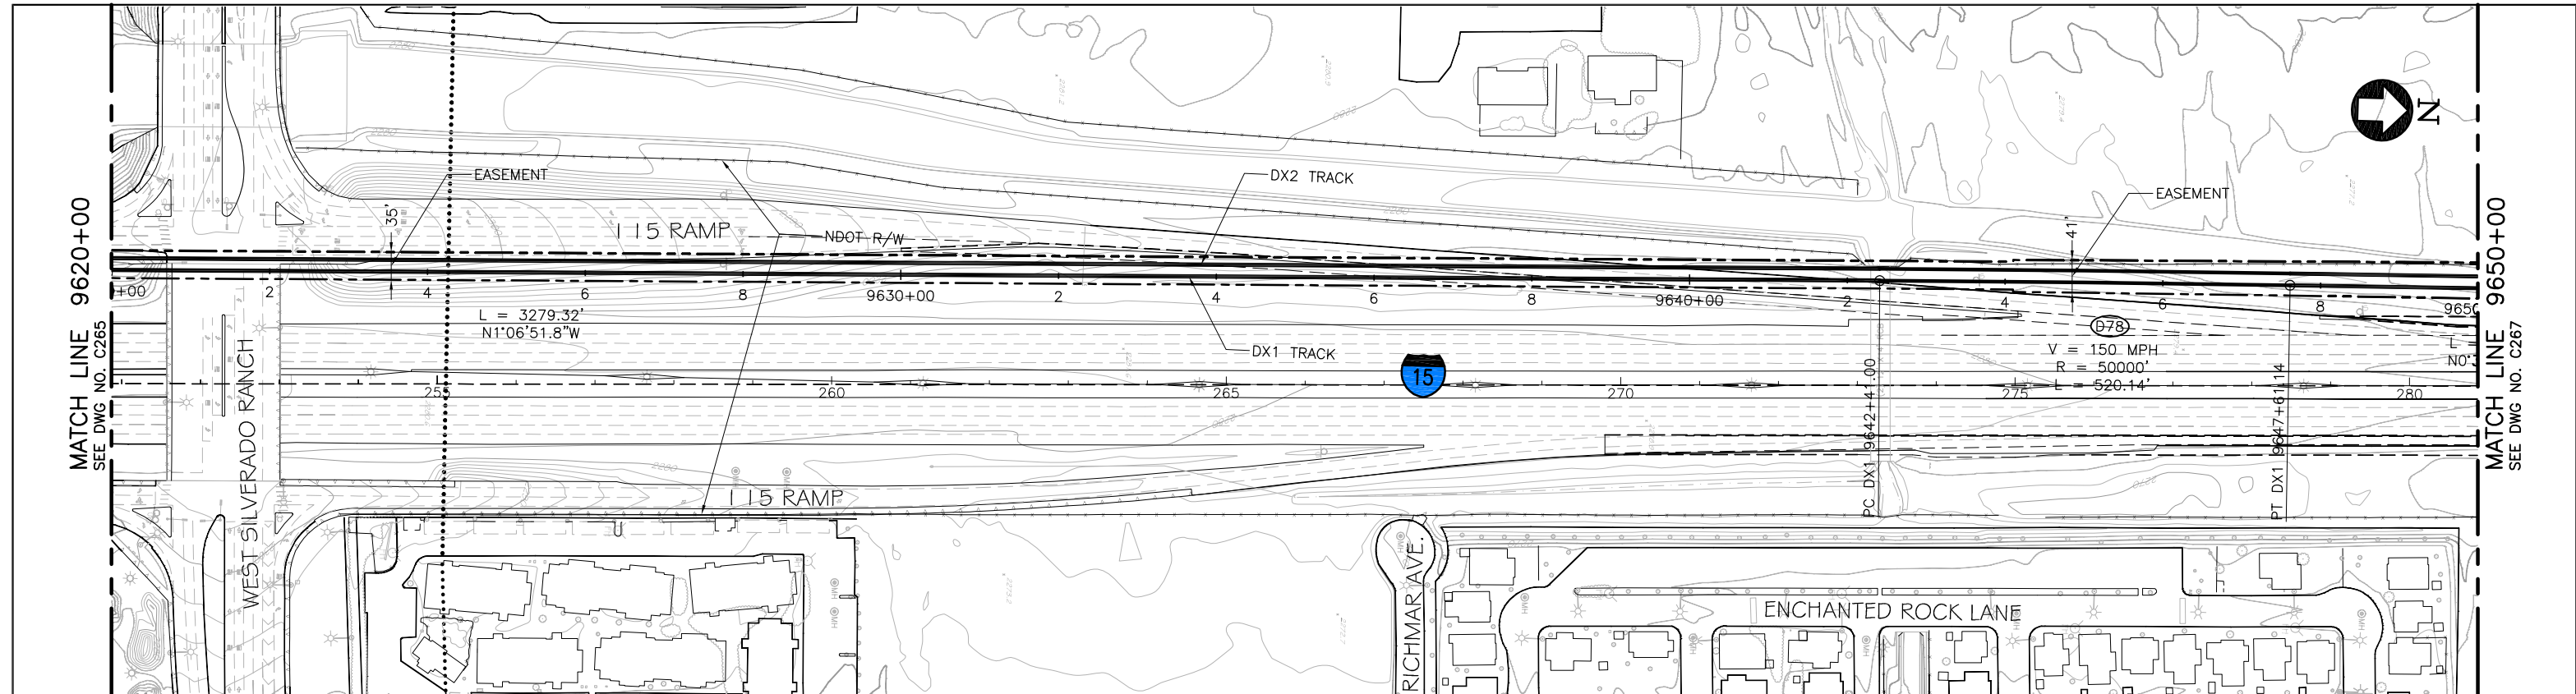 MATCH LINE 9620+00
SEE DWG NO. C265
EASEMENT
35'
I 15 RAMP
NDOT R/W
DX2 TRACK
EASEMENT
41'
N
+00
2
4
6
8
9630+00
2
4
6
8
9640+00
2
4
6
8
9650
L = 3279.32'
N1°06'51.8"W
DX1 TRACK
15
D78
V = 150 MPH
R = 50000'
L = 520.14'
L =
255
260
265
270
275
280
PC DX1 9642+41.00
PT DX1 9647+61.14
WEST SILVERADO RANCH
I 15 RAMP
RICHMAR AVE.
ENCHANTED ROCK LANE
MATCH LINE 9650+00
SEE DWG NO. C267